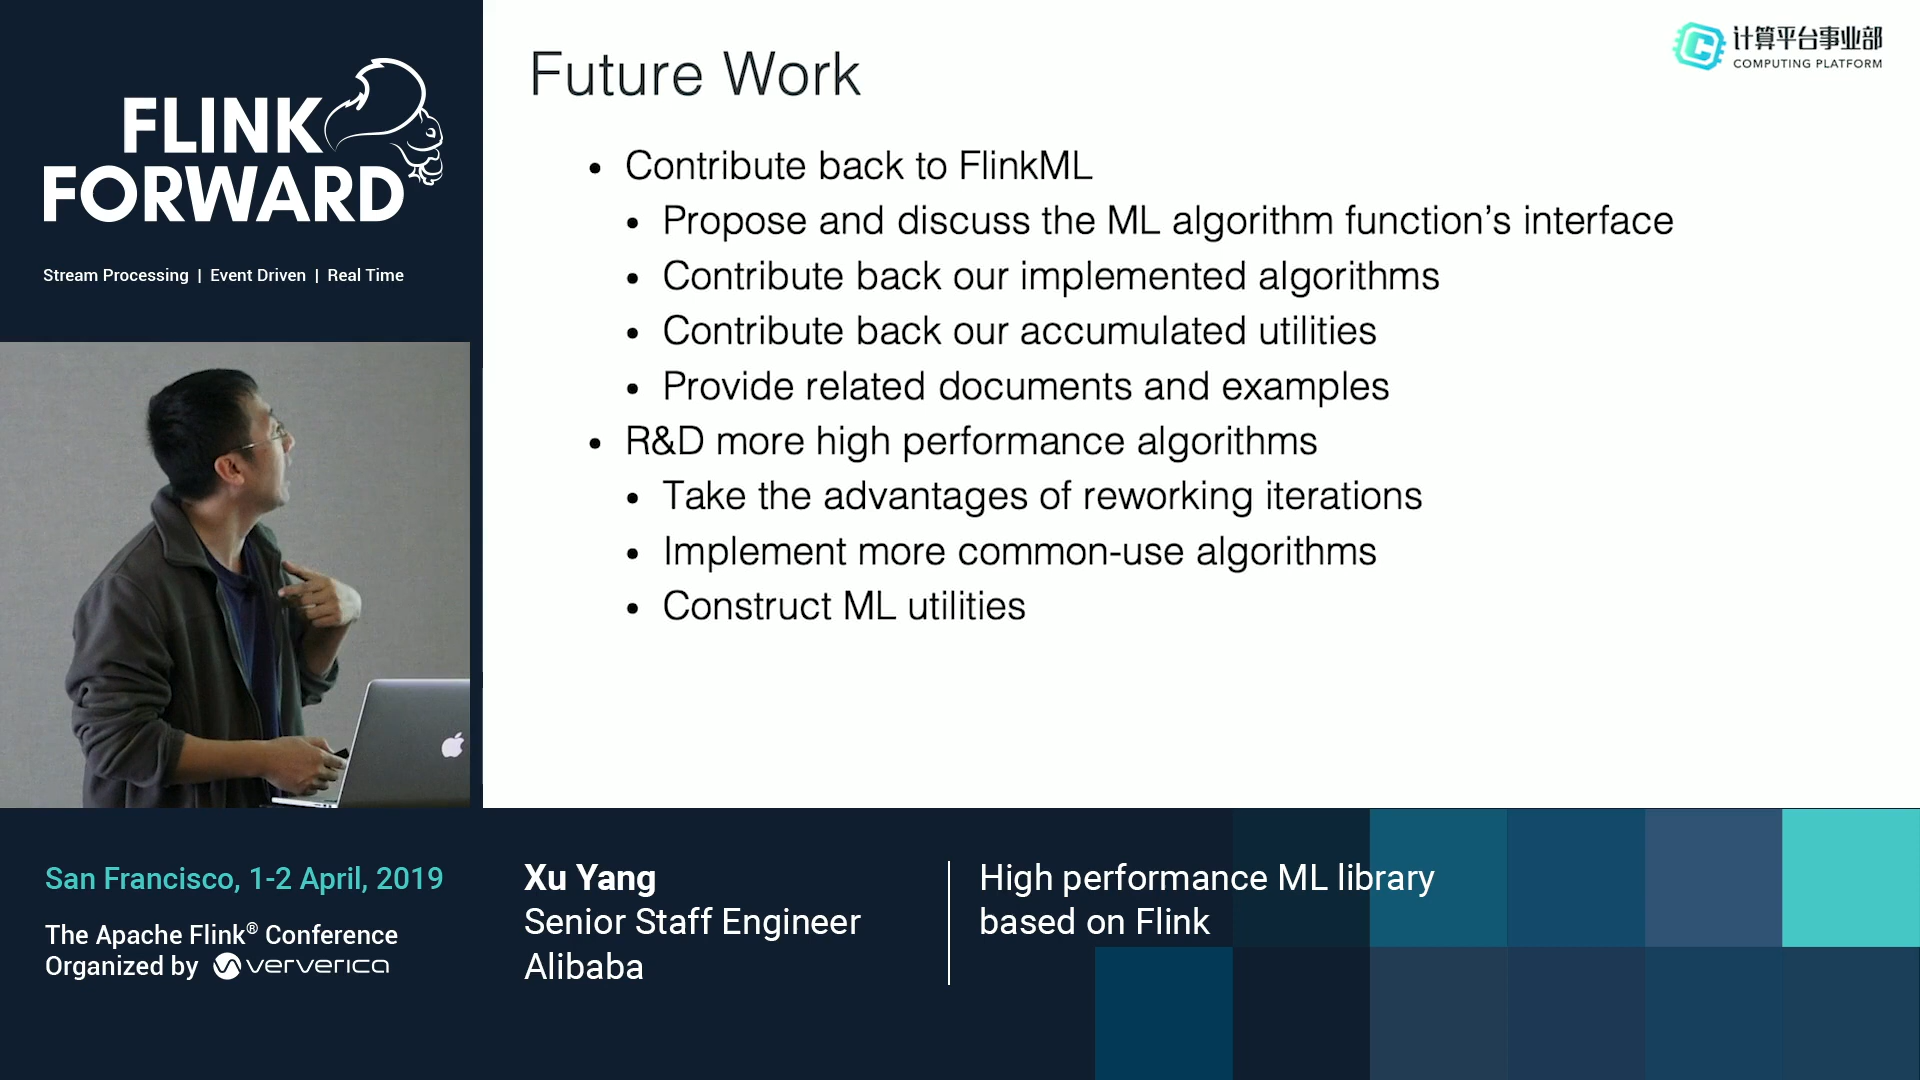 FLINK
FORWARD
Stream Processing | Event Driven | Real Time
计算平台事业部
COMPUTING PLATFORM
Future Work
• Contribute back to FlinkML
• Propose and discuss the ML algorithm function's interface
• Contribute back our implemented algorithms
• Contribute back our accumulated utilities
• Provide related documents and examples
• R&D more high performance algorithms
• Take the advantages of reworking iterations
• Implement more common-use algorithms
• Construct ML utilities
San Francisco, 1-2 April, 2019
The Apache Flink® Conference
Organized by ververica
Xu Yang
Senior Staff Engineer
Alibaba
High performance ML library
based on Flink